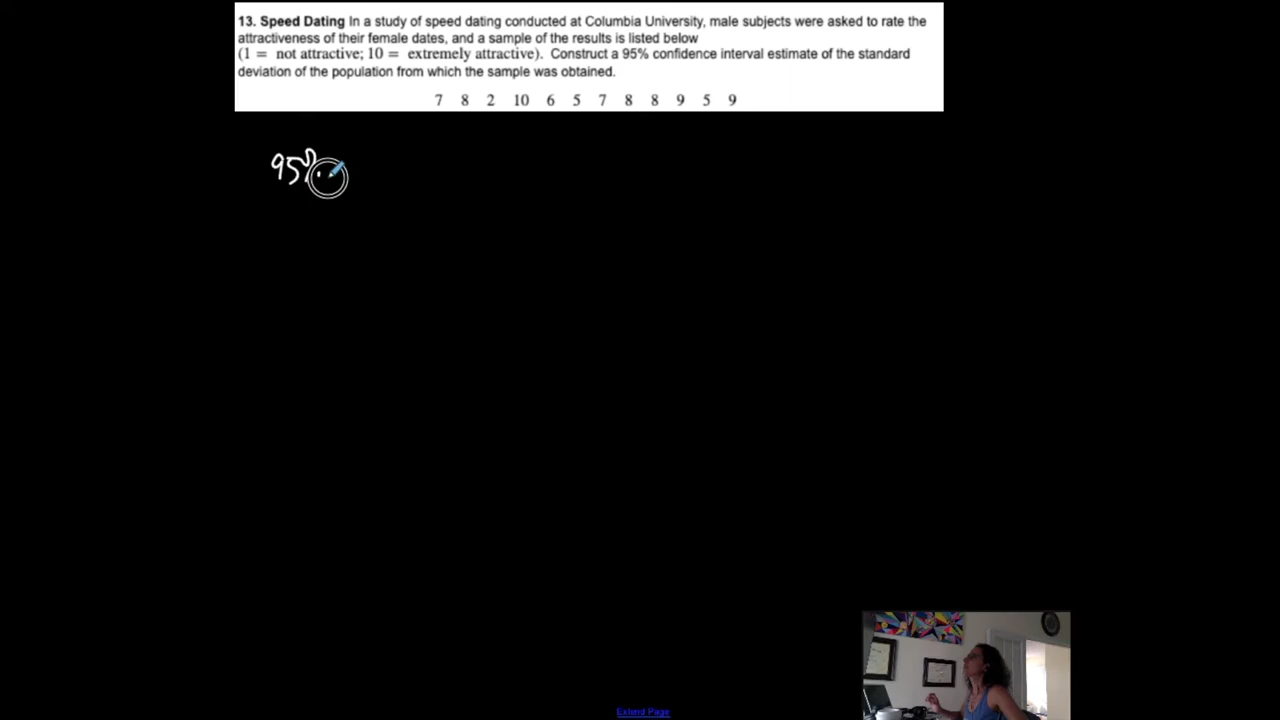 13. Speed Dating In a study of speed dating conducted at Columbia University, male subjects were asked to rate the
attractiveness of their female dates, and a sample of the results is listed below
(1 = not attractive; 10 = extremely attractive). Construct a 95% confidence interval estimate of the standard
deviation of the population from which the sample was obtained.
7 8 2 10 6 5 7 8 8 9 5 9
95%
Extend Page